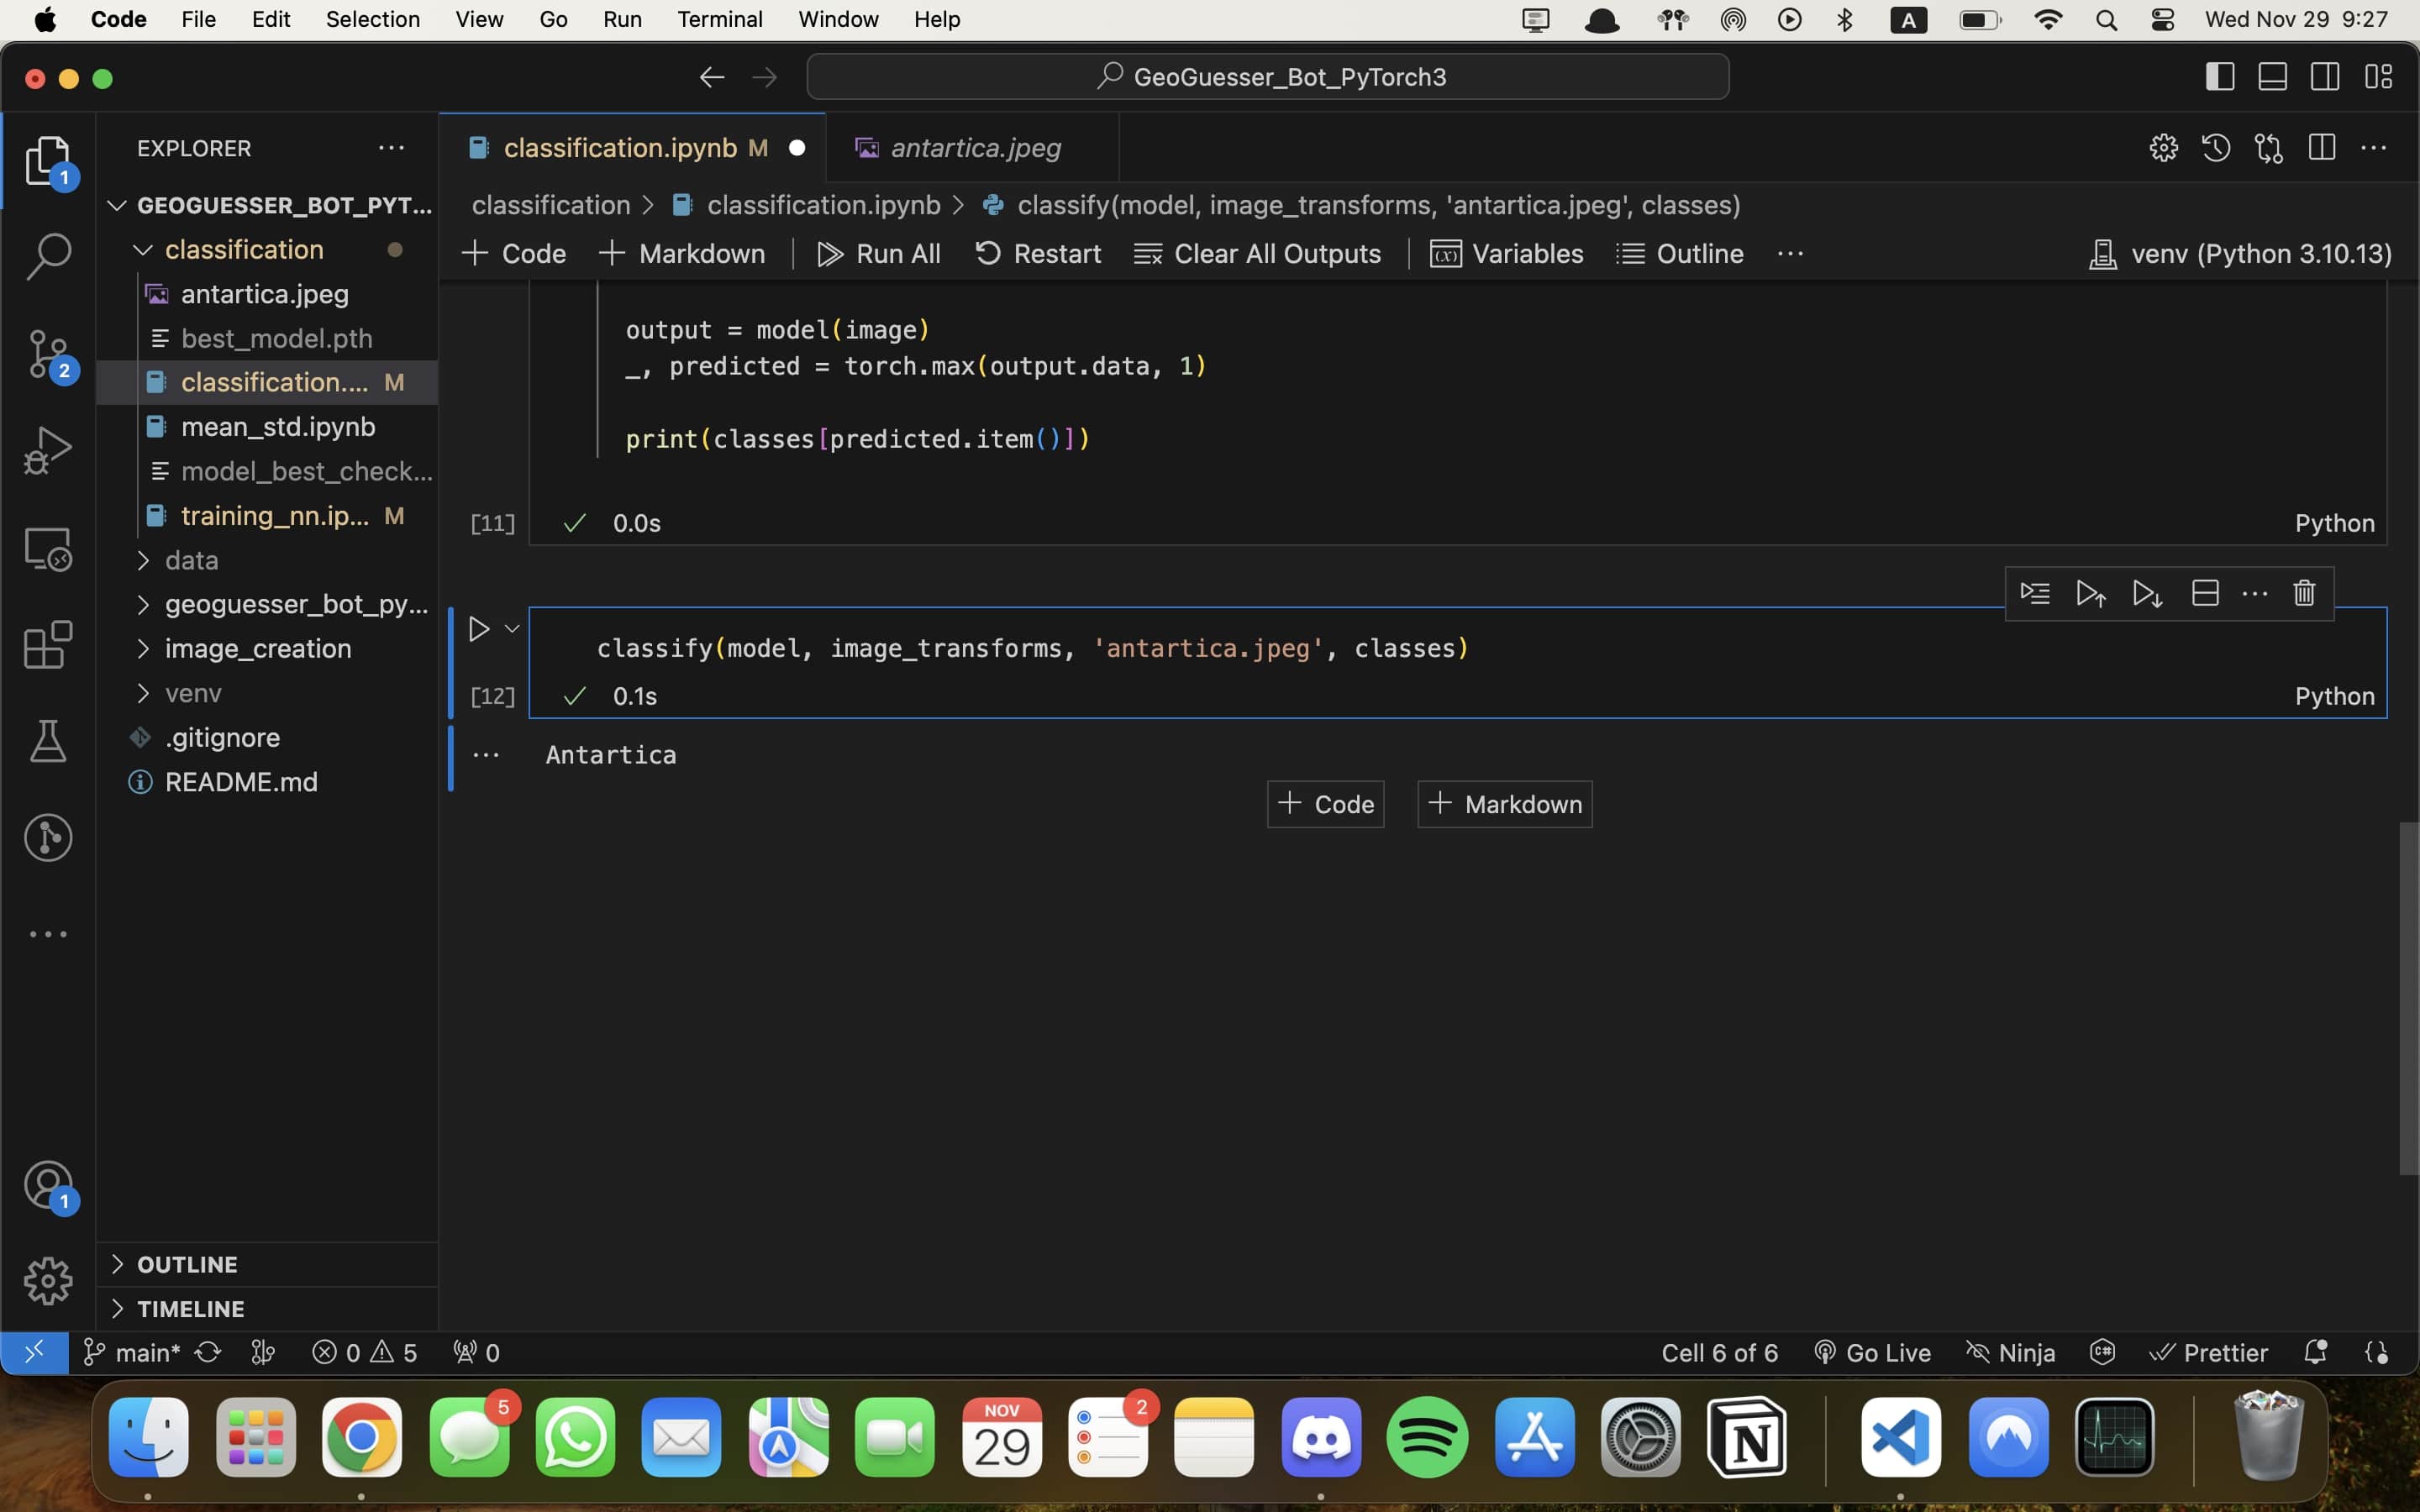 Code File Edit Selection View Go Run Terminal Window Help A Wed Nov 29 9:27
GeoGuesser_Bot_PyTorch3
EXPLORER
classification.ipynb M
antartica.jpeg
GEOGUESSER_BOT_PYT...
classification
antartica.jpeg
best_model.pth
classification.... M
mean_std.ipynb
model_best_check...
training_nn.ip... M
data
geoguesser_bot_py...
image_creation
venv
.gitignore
README.md
OUTLINE
TIMELINE
1
2
1
classification > classification.ipynb > classify(model, image_transforms, 'antartica.jpeg', classes)
+ Code + Markdown Run All Restart Clear All Outputs (x) Variables Outline ... venv (Python 3.10.13)
output = model(image)
_, predicted = torch.max(output.data, 1)
print(classes[predicted.item()])
[11] ✓ 0.0s Python
classify(model, image_transforms, 'antartica.jpeg', classes)
[12] ✓ 0.1s Python
... Antartica
+ Code + Markdown
main* 0 5 0 Cell 6 of 6 Go Live Ninja C# Prettier
5
NOV
29
2
N